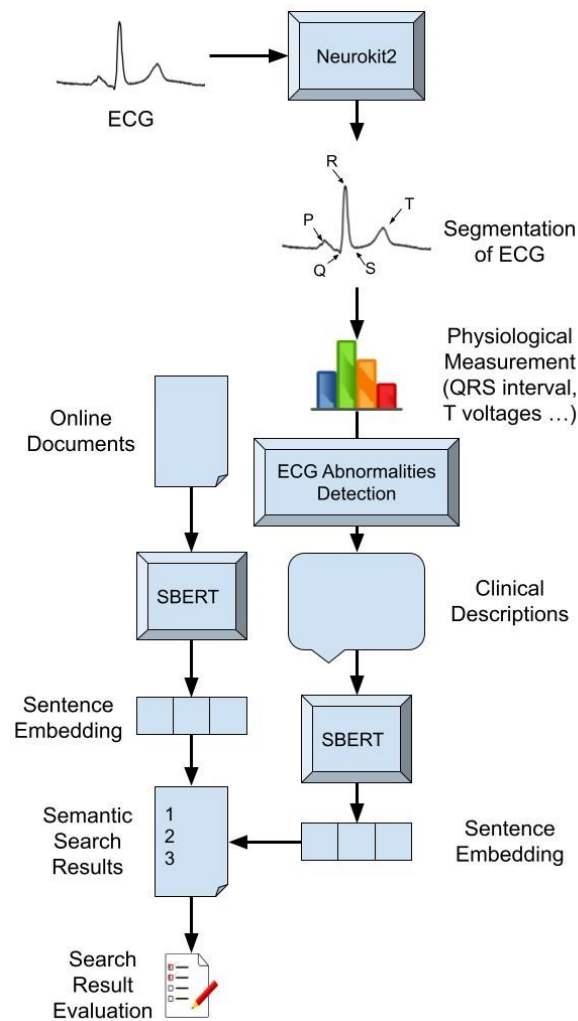 Neurokit2
ECG
R
P
T
Q
S
Segmentation
of ECG
Physiological
Measurement
(QRS interval,
T voltages ...)
Online
Documents
ECG Abnormalities
Detection
SBERT
Clinical
Descriptions
Sentence
Embedding
SBERT
Semantic
Search
Results
1
2
3
Sentence
Embedding
Search
Result
Evaluation